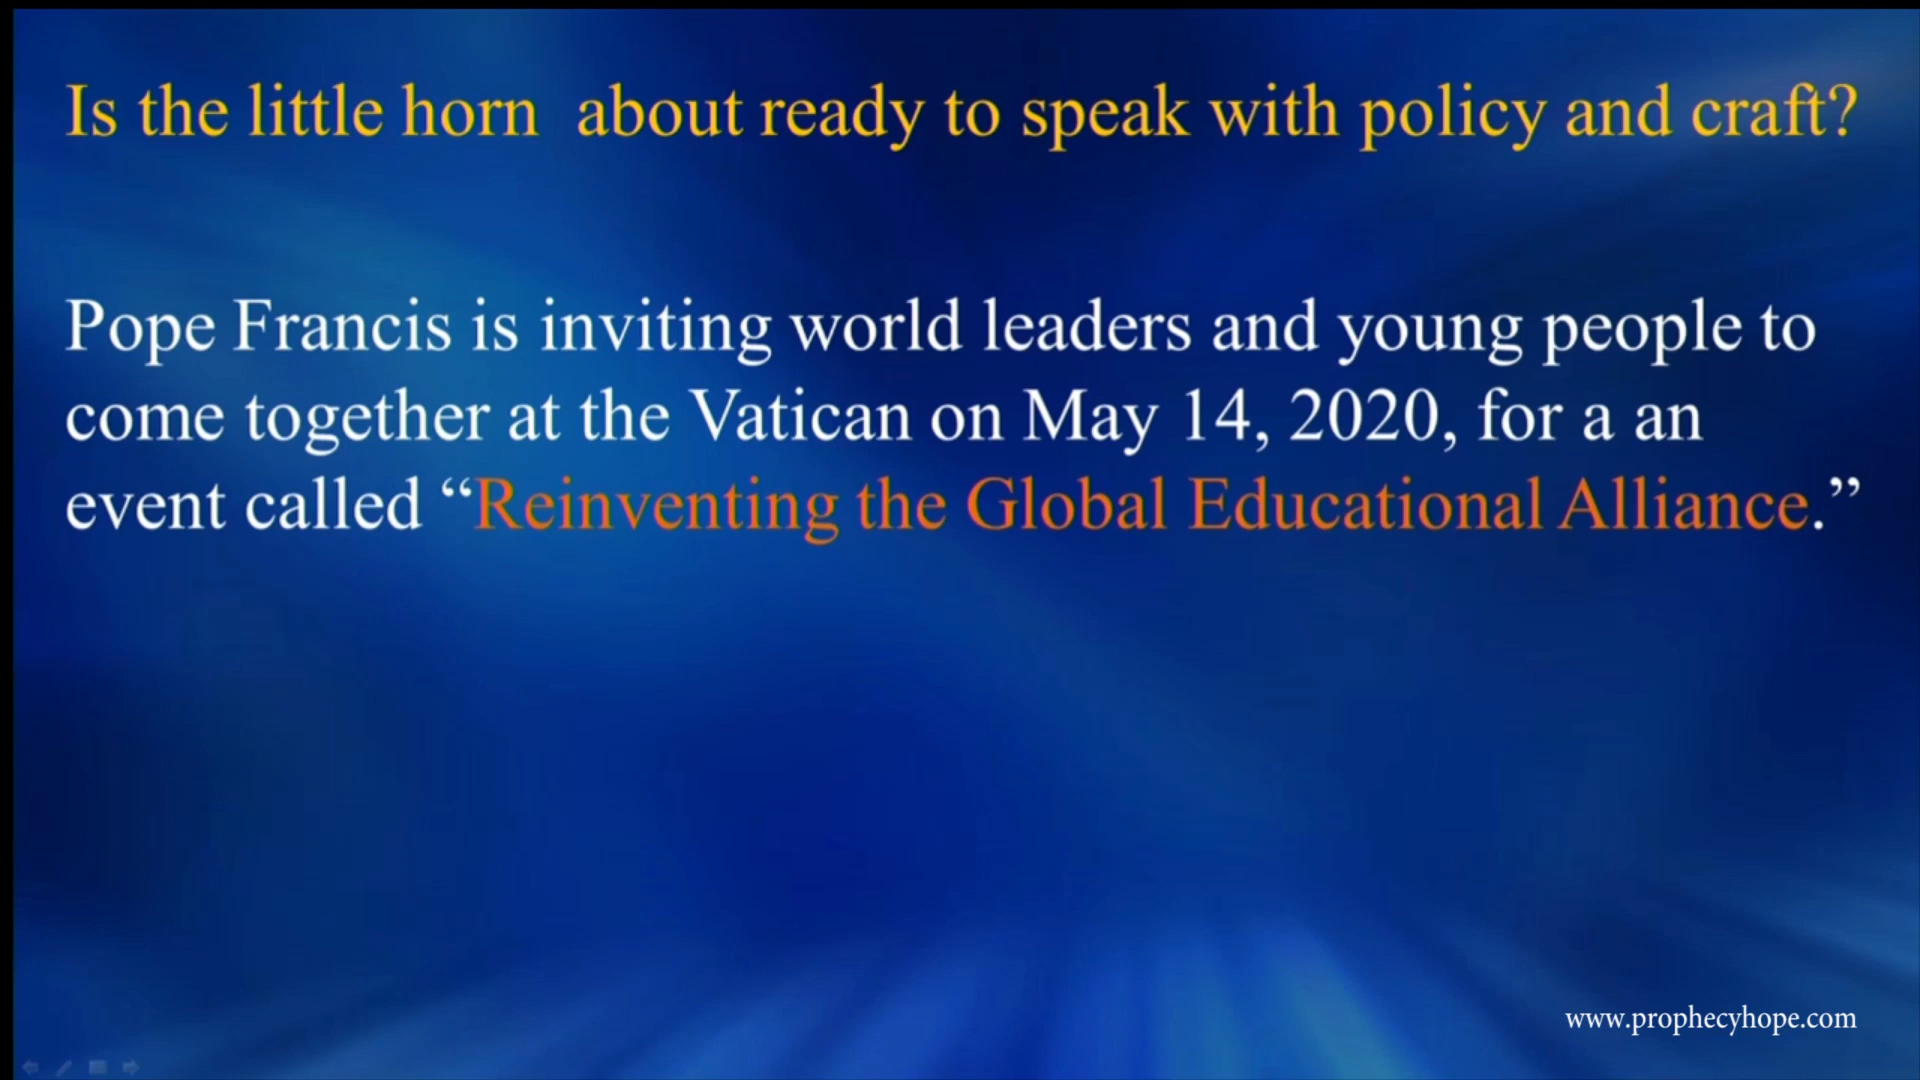 Is the little horn  about ready to speak with policy and craft?
Pope Francis is inviting world leaders and young people to
come together at the Vatican on May 14, 2020, for a an
event called “Reinventing the Global Educational Alliance.”
www.prophecyhope.com